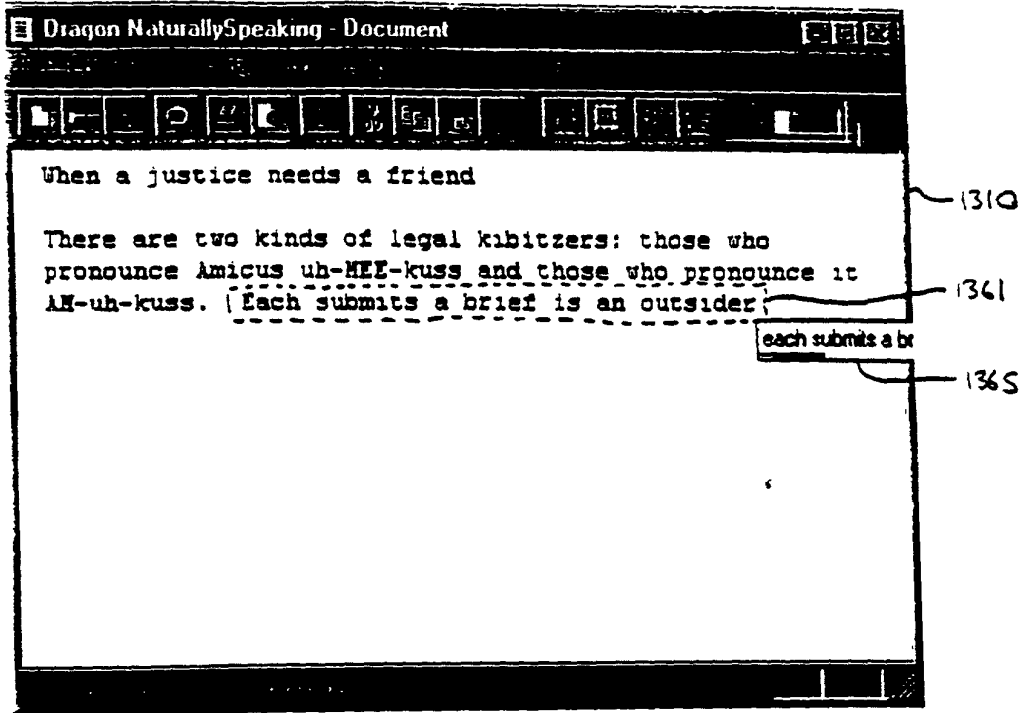 Dragon NaturallySpeaking - Document
When a justice needs a friend
1310
There are two kinds of legal kibitzers: those who
pronounce Amicus uh-MEE-kuss and those who pronounce it
AM-uh-kuss. Each submits a brief is an outsider
1361
each submits a br
1365